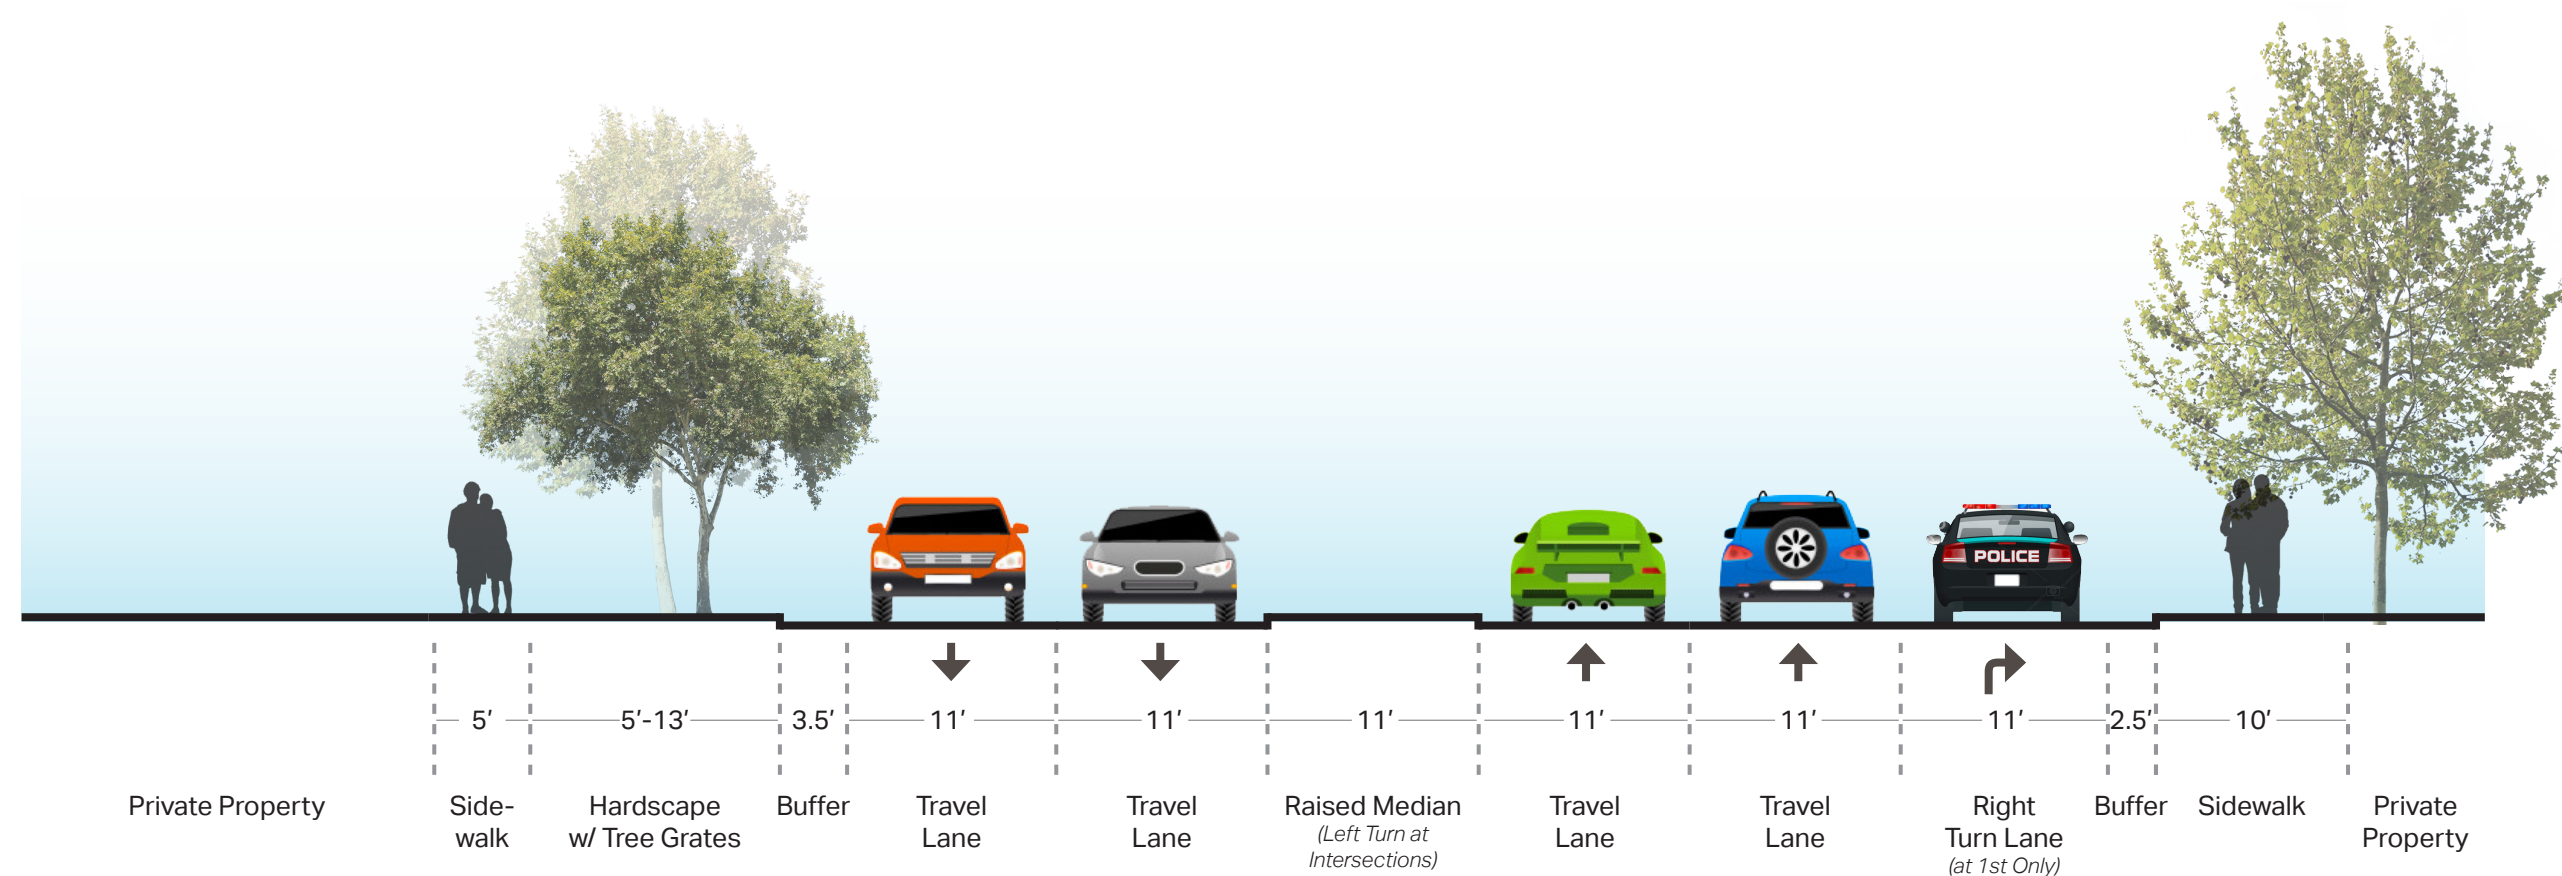 POLICE
5’ 5’-13’ 3.5’ 11’ 11’ 11’ 11’ 11’ 11’ 2.5’ 10’
Private Property
Side-
walk
Hardscape
w/ Tree Grates
Buffer
Travel
Lane
Travel
Lane
Raised Median
(Left Turn at
Intersections)
Travel
Lane
Travel
Lane
Right
Turn Lane
(at 1st Only)
Buffer
Sidewalk
Private
Property